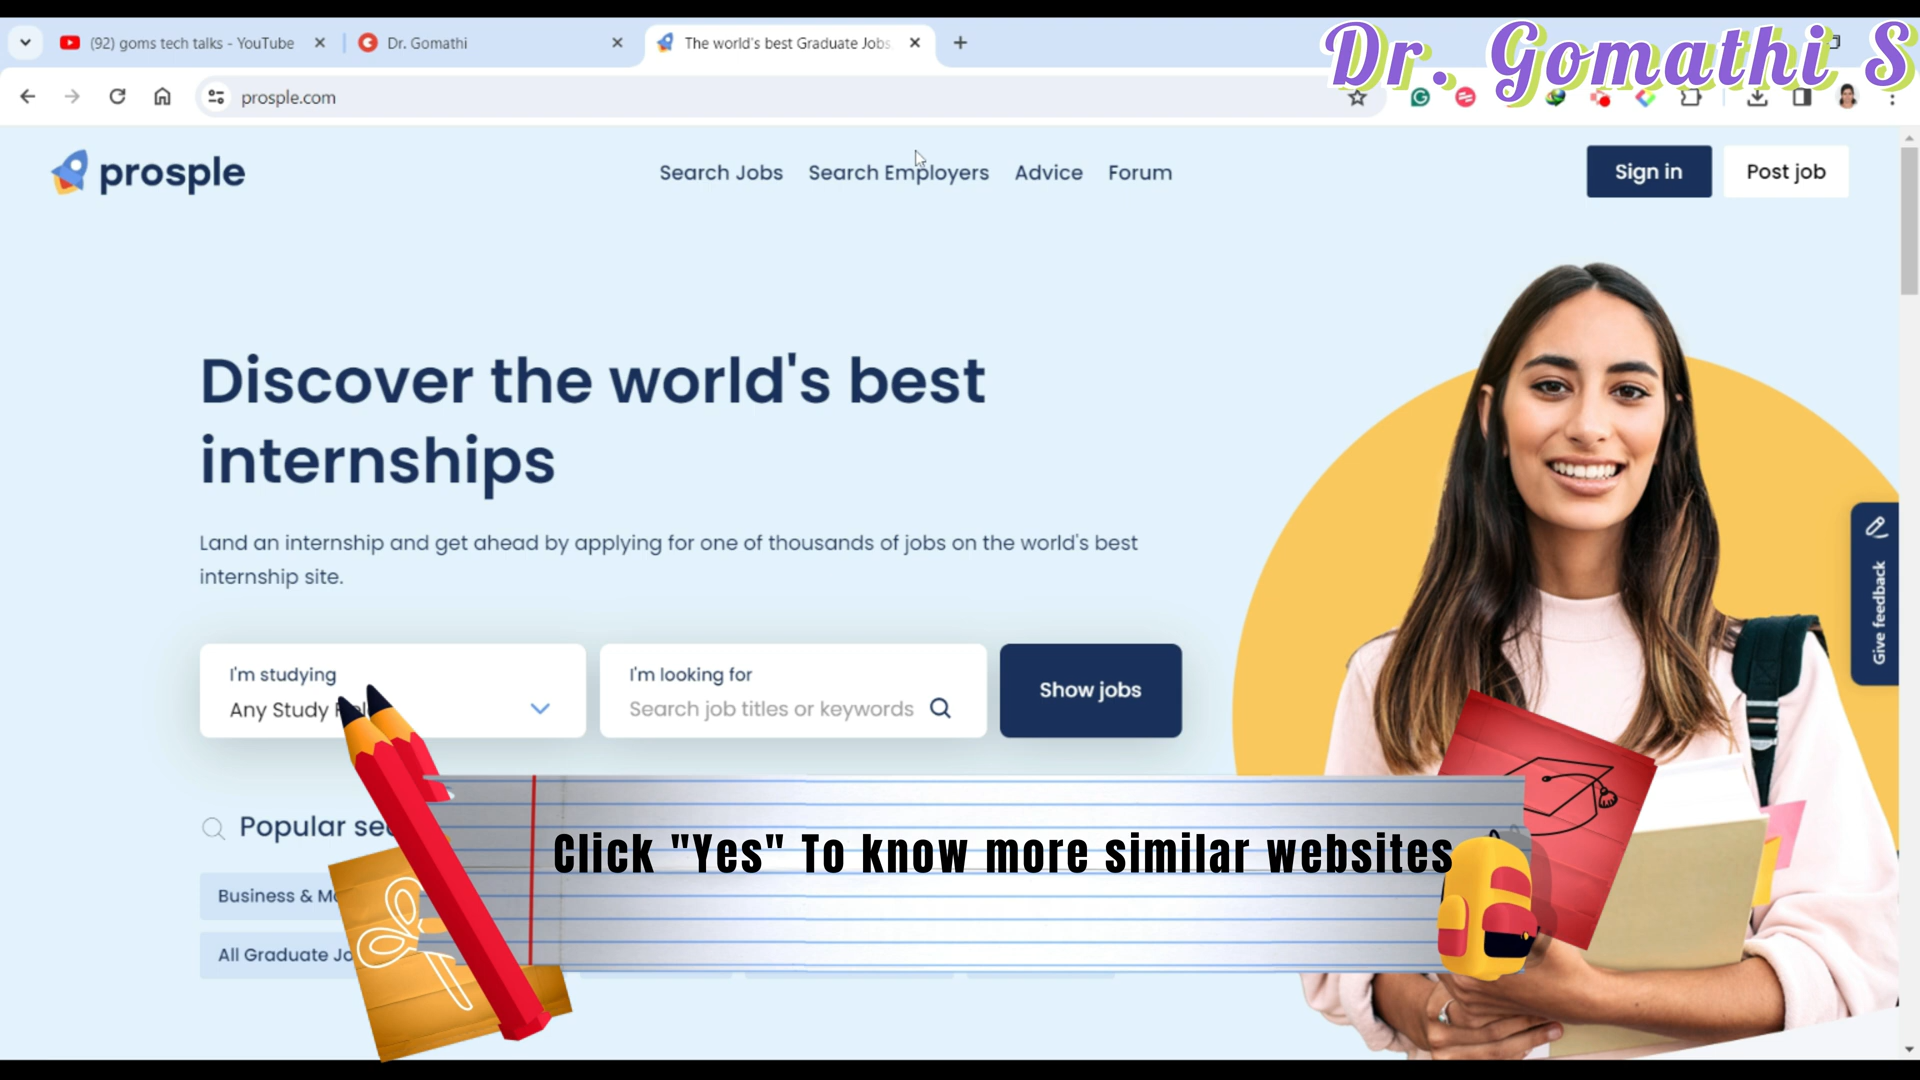 (92) goms tech talks - YouTube
Dr. Gomathi
The world's best Graduate Jobs
Dr. Gomathi S
prosple.com
prosple
Search Jobs
Search Employers
Advice
Forum
Sign in
Post job
Discover the world's best
internships
Land an internship and get ahead by applying for one of thousands of jobs on the world's best
internship site.
Give feedback
I'm studying
Any Study
I'm looking for
Search job titles or keywords
Show jobs
Popular
Click "Yes" To know more similar websites
Business &
All Graduate